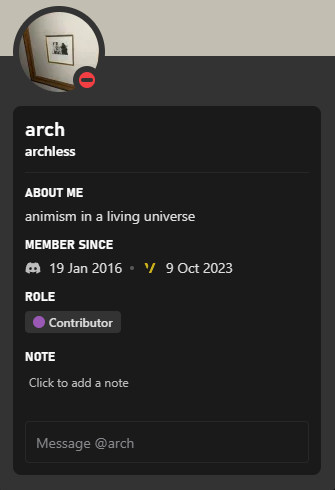 arch
archless
ABOUT ME
animism in a living universe
MEMBER SINCE
19 Jan 2016 • 9 Oct 2023
ROLE
Contributor
NOTE
Click to add a note
Message @arch